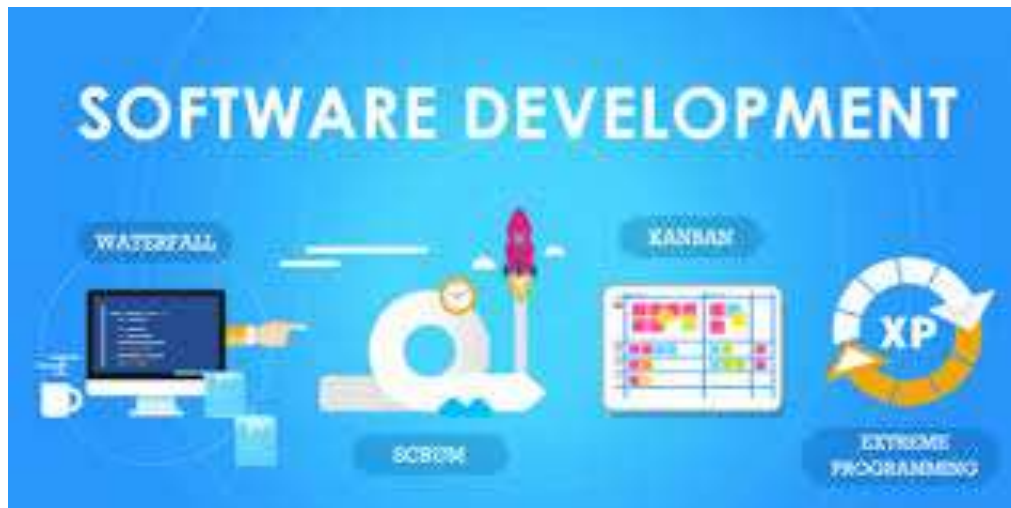 SOFTWARE DEVELOPMENT
WATERFALL
KANBAN
XP
SCRUM
EXTREME
PROGRAMMING